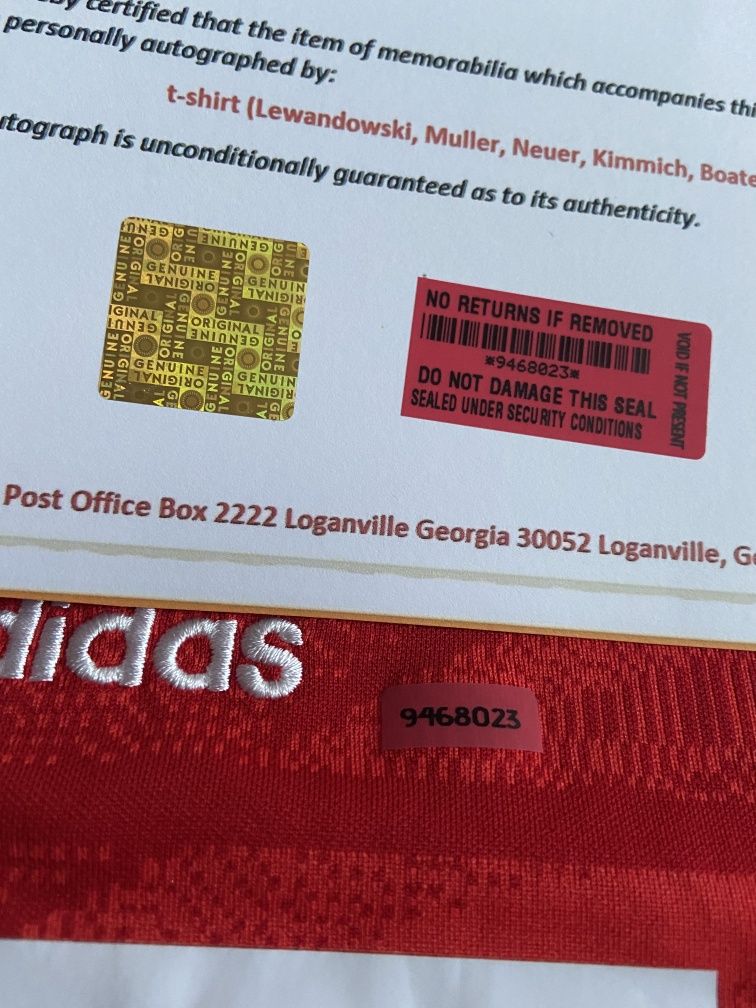 certified that the item of memorabilia which accompanies
personally autographed by:
t-shirt (Lewandowski, Muller, Neuer, Kimmich, Boate
utograph is unconditionally guaranteed as to its authenticity.
GENUINE
ORIGINAL
NO RETURNS IF REMOVED
*9468023*
DO NOT DAMAGE THIS SEAL
SEALED UNDER SECURITY CONDITIONS
VOID IF NOT PRESENT
Post Office Box 2222 Loganville Georgia 30052 Loganville,
didas
9468023